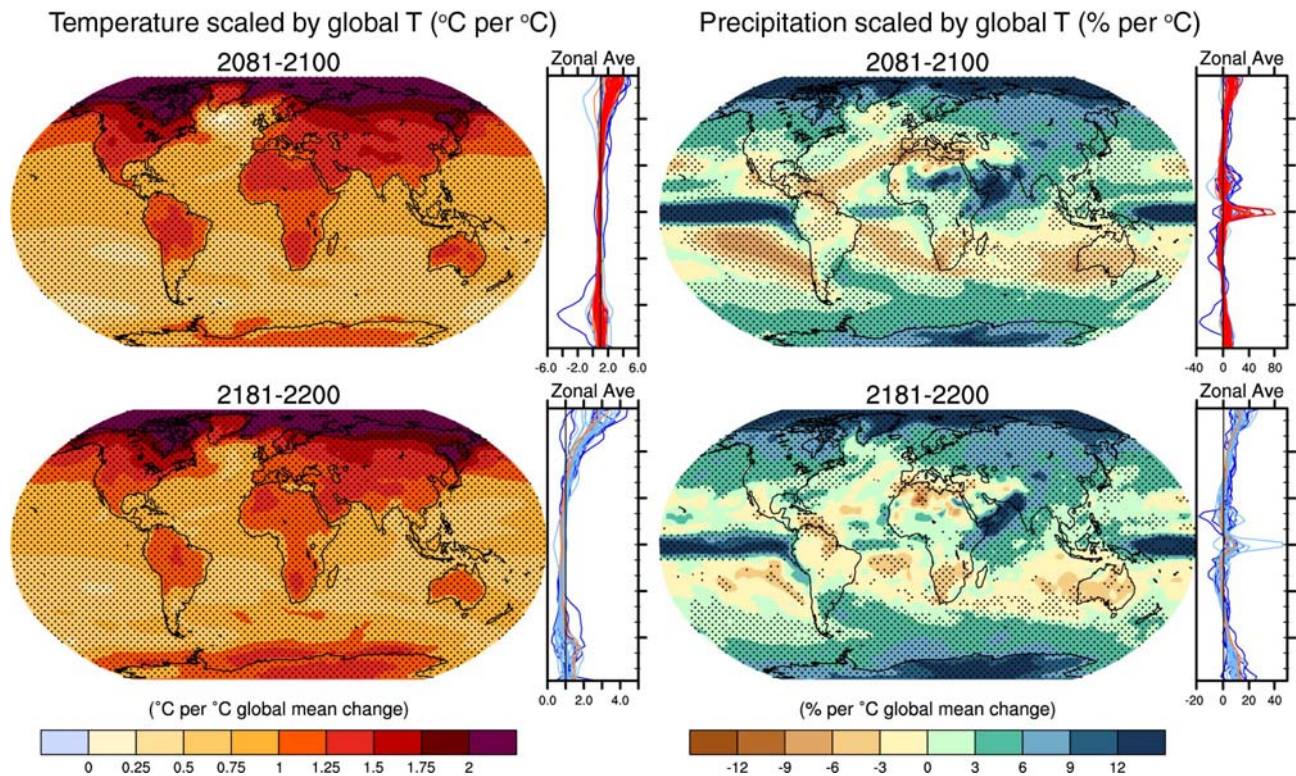 Temperature scaled by global T (°C per °C)
Precipitation scaled by global T (% per °C)
2081-2100
Zonal Ave
2081-2100
Zonal Ave
-6.0 -2.0 2.0 6.0
-40 0 40 80
2181-2200
Zonal Ave
2181-2200
Zonal Ave
0.0 2.0 4.0
-20 0 20 40
(°C per °C global mean change)
(% per °C global mean change)
0 0.25 0.5 0.75 1 1.25 1.5 1.75 2
-12 -9 -6 -3 0 3 6 9 12